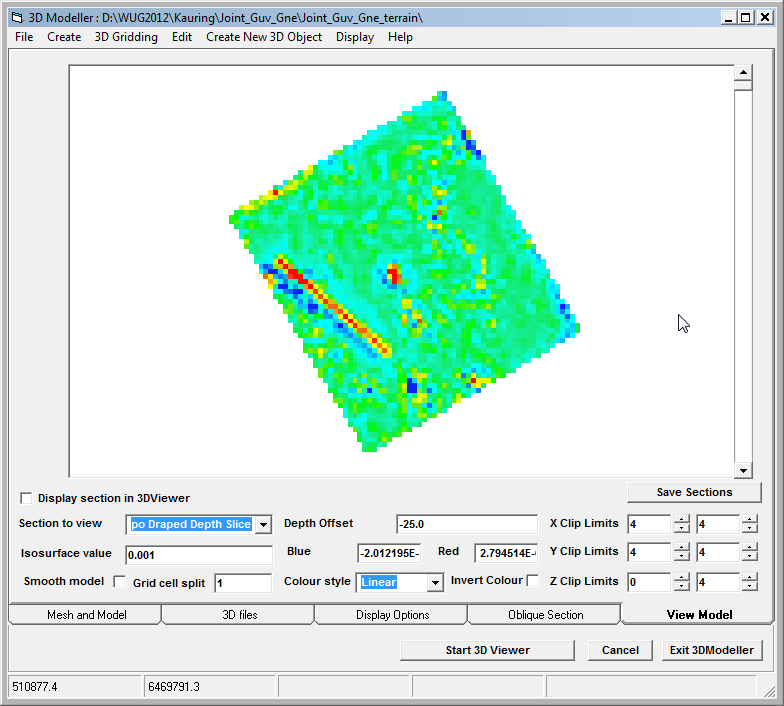 3D Modeller : D:\WUG2012\Kauring\Joint_Guv_Gne\Joint_Guv_Gne_terrain\
File Create 3D Gridding Edit Create New 3D Object Display Help
Display section in 3DViewer
Save Sections
Section to view po Draped Depth Slice Depth Offset -25.0 X Clip Limits 4 4
Isosurface value 0.001 Blue -2.012195E- Red 2.794514E- Y Clip Limits 4 4
Smooth model Grid cell split 1 Colour style Linear Invert Colour Z Clip Limits 0 4
Mesh and Model 3D files Display Options Oblique Section View Model
Start 3D Viewer Cancel Exit 3DModeller
510877.4 6469791.3